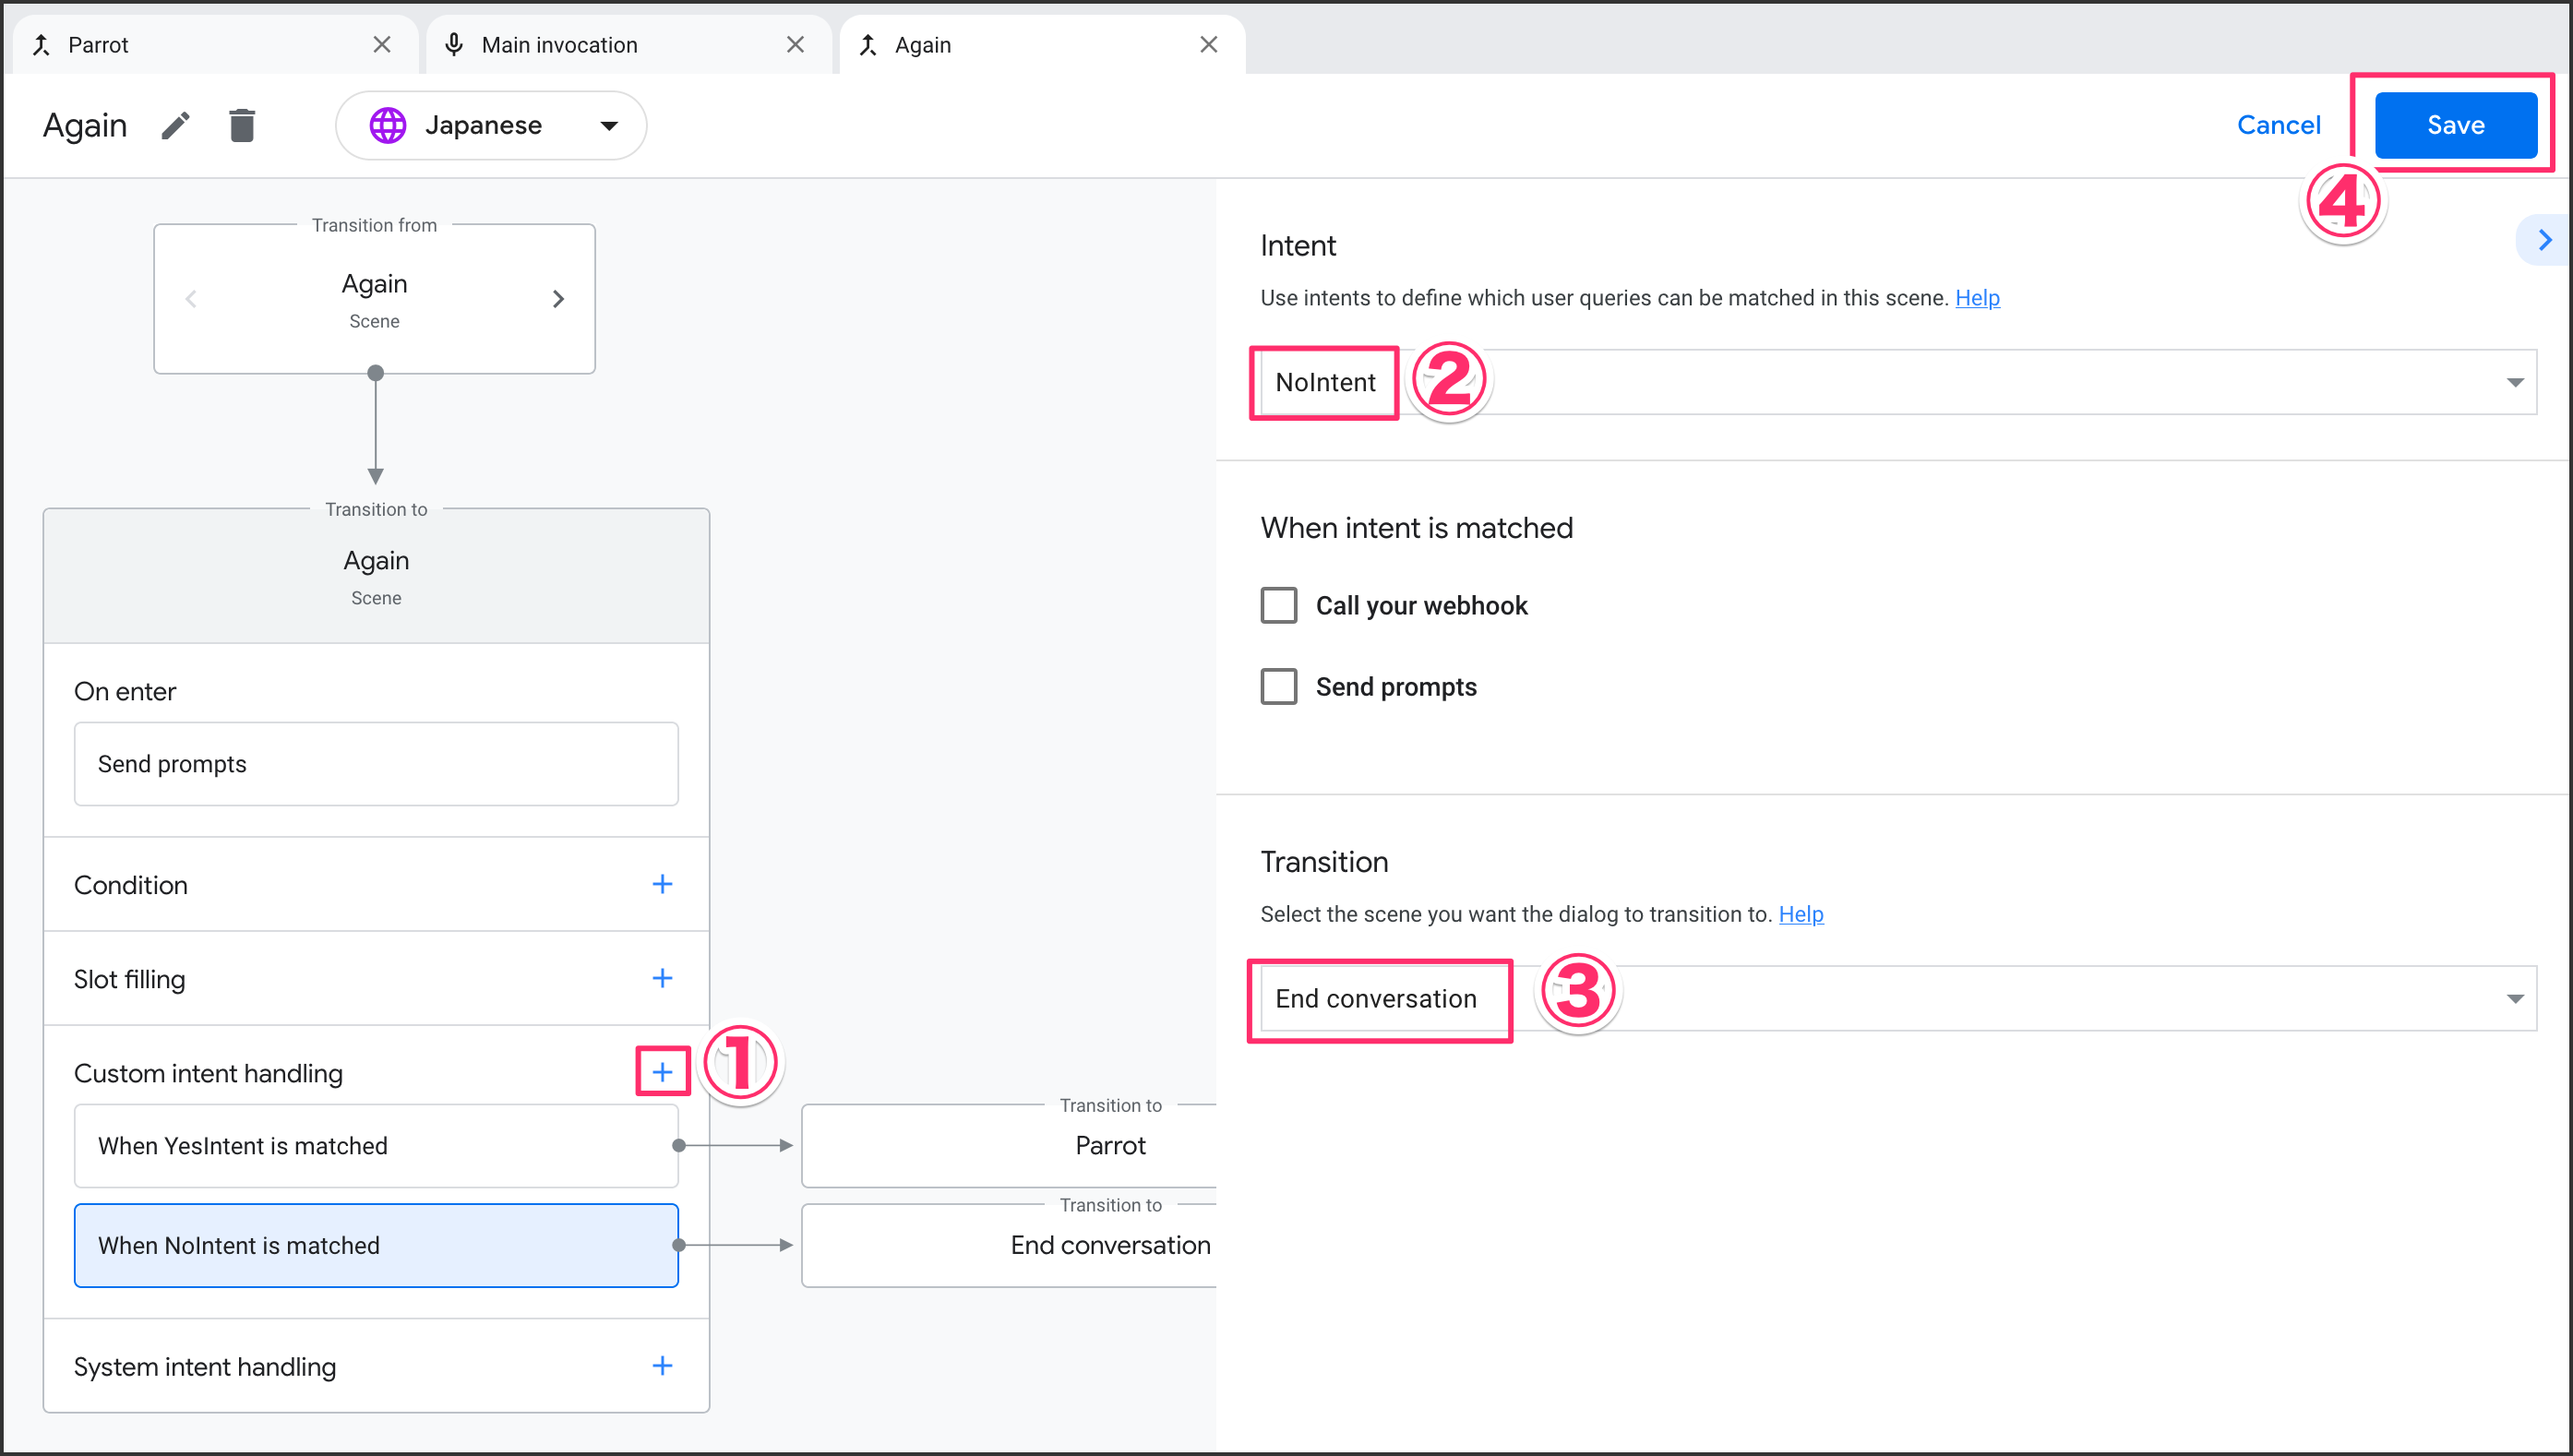 Parrot
Main invocation
Again
Again
Japanese
Cancel
Save
④
Transition from
Again
Scene
Transition to
Again
Scene
On enter
Send prompts
Condition
Slot filling
Custom intent handling
①
When YesIntent is matched
Transition to
Parrot
When NoIntent is matched
Transition to
End conversation
System intent handling
Intent
Use intents to define which user queries can be matched in this scene. Help
NoIntent
②
When intent is matched
Call your webhook
Send prompts
Transition
Select the scene you want the dialog to transition to. Help
End conversation
③